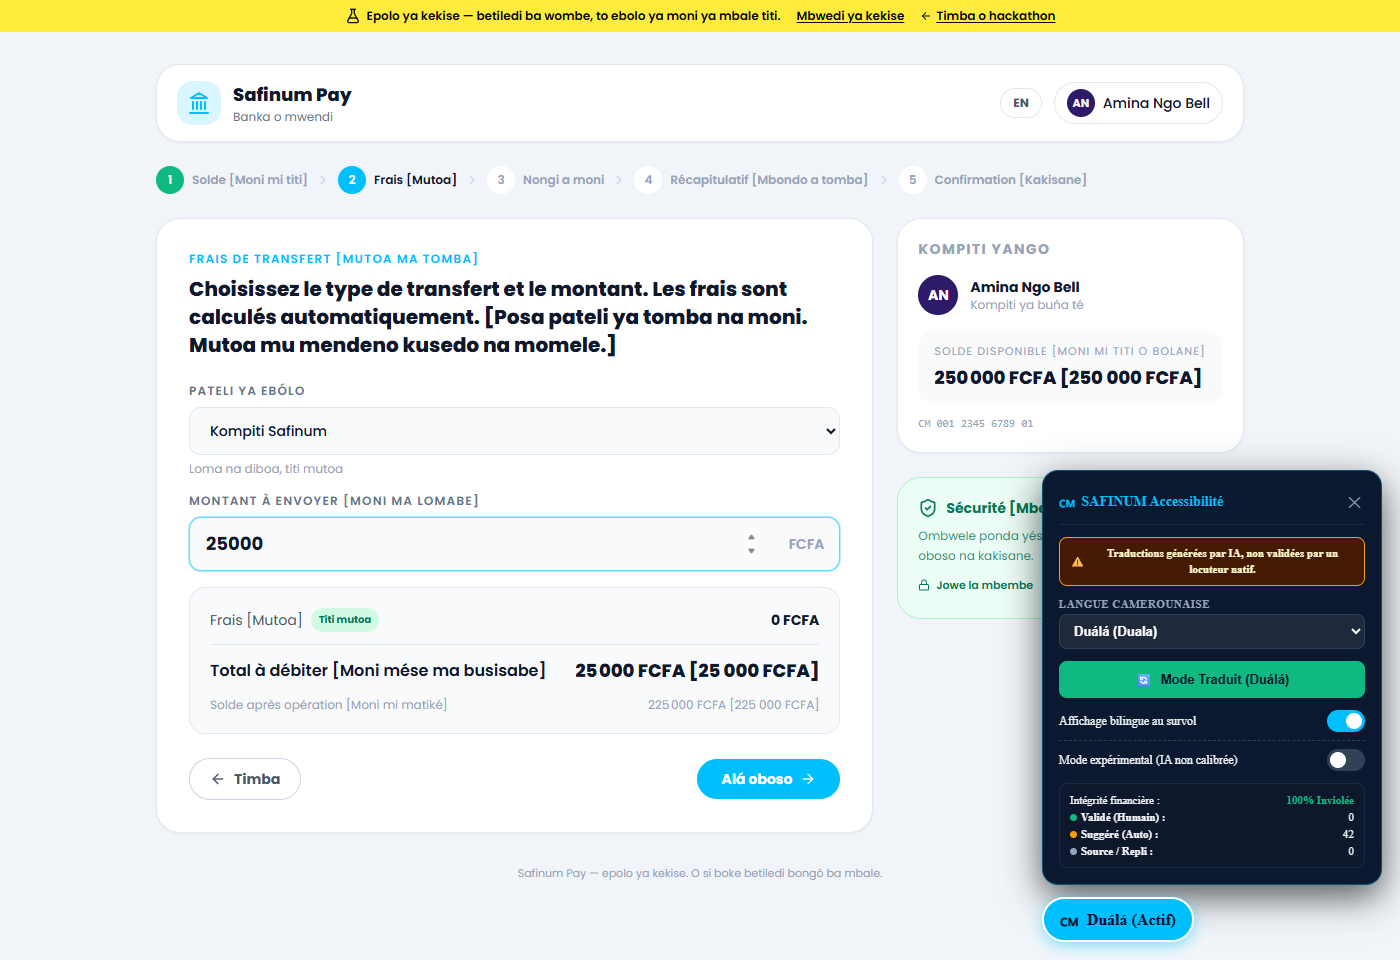 Epolo ya kekise — betiledi ba wombe, to ebolo ya moni ya mbale titi. Mbwedi ya kekise ← Timba o hackathon
Safinum Pay
Banka o mwendi
EN
AN Amina Ngo Bell
1 Solde [Moni mi titi]
2 Frais [Mutoa]
3 Nongi a moni
4 Récapitulatif [Mbondo a tomba]
5 Confirmation [Kakisane]
FRAIS DE TRANSFERT [MUTOA MA TOMBA]
Choisissez le type de transfert et le montant. Les frais sont
calculés automatiquement. [Posa pateli ya tomba na moni.
Mutoa mu mendeno kusedo na momele.]
PATELI YA EBÓLO
Kompiti Safinum
Loma na diboa, titi mutoa
MONTANT À ENVOYER [MONI MA LOMABE]
25000 FCFA
Frais [Mutoa] Titi mutoa 0 FCFA
Total à débiter [Moni mése ma busisabe] 25 000 FCFA [25 000 FCFA]
Solde après opération [Moni mi matiké] 225 000 FCFA [225 000 FCFA]
← Timba
Alá oboso →
KOMPITI YANGO
AN
Amina Ngo Bell
Kompiti ya buńa té
SOLDE DISPONIBLE [MONI MI TITI O BOLANE]
250 000 FCFA [250 000 FCFA]
CM 001 2345 6789 01
Sécurité [Mbo
Ombwele ponda yés
oboso na kakisane.
Jowe la mbembe
CM SAFINUM Accessibilité
Traductions générées par IA, non validées par un
locuteur natif.
LANGUE CAMEROUNAISE
Duálá (Duala)
Mode Traduit (Duálá)
Affichage bilingue au survol
Mode expérimental (IA non calibrée)
Intégrité financière : 100% Inviolée
Validé (Humain) : 0
Suggéré (Auto) : 42
Source / Repli : 0
CM Duálá (Actif)
Safinum Pay — epolo ya kekise. O si boke betiledi bongó ba mbale.